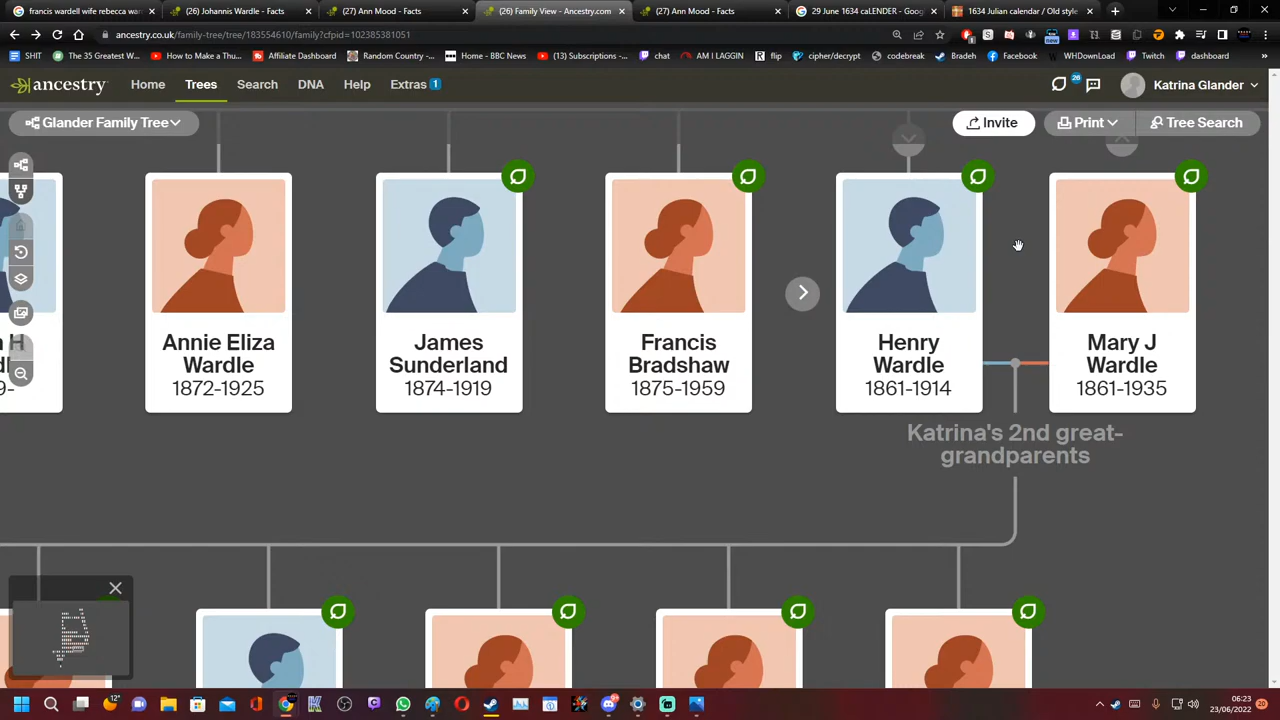 francis wardell wife rebecca war
(26) Johannis Wardle - Facts
(27) Ann Mood - Facts
(26) Family View - Ancestry.com
(27) Ann Mood - Facts
29 June 1634 caLENDER - Goog
1634 Julian calendar / Old style
ancestry.co.uk/family-tree/tree/183554610/family?cfpid=102385381051
SHIT
The 35 Greatest W...
How to Make a Thu...
Affiliate Dashboard
Random Country -...
Home - BBC News
(13) Subscriptions -...
chat
AM I LAGGIN
flip
cipher/decrypt
codebreak
Bradeh
Facebook
WHDownLoad
Twitch
dashboard
ancestry
Home
Trees
Search
DNA
Help
Extras 1
26
Katrina Glander
Glander Family Tree
Invite
Print
Tree Search
Annie Eliza
Wardle
1872-1925
James
Sunderland
1874-1919
Francis
Bradshaw
1875-1959
Henry
Wardle
1861-1914
Mary J
Wardle
1861-1935
Katrina's 2nd great-
grandparents
12°
06:23
23/06/2022